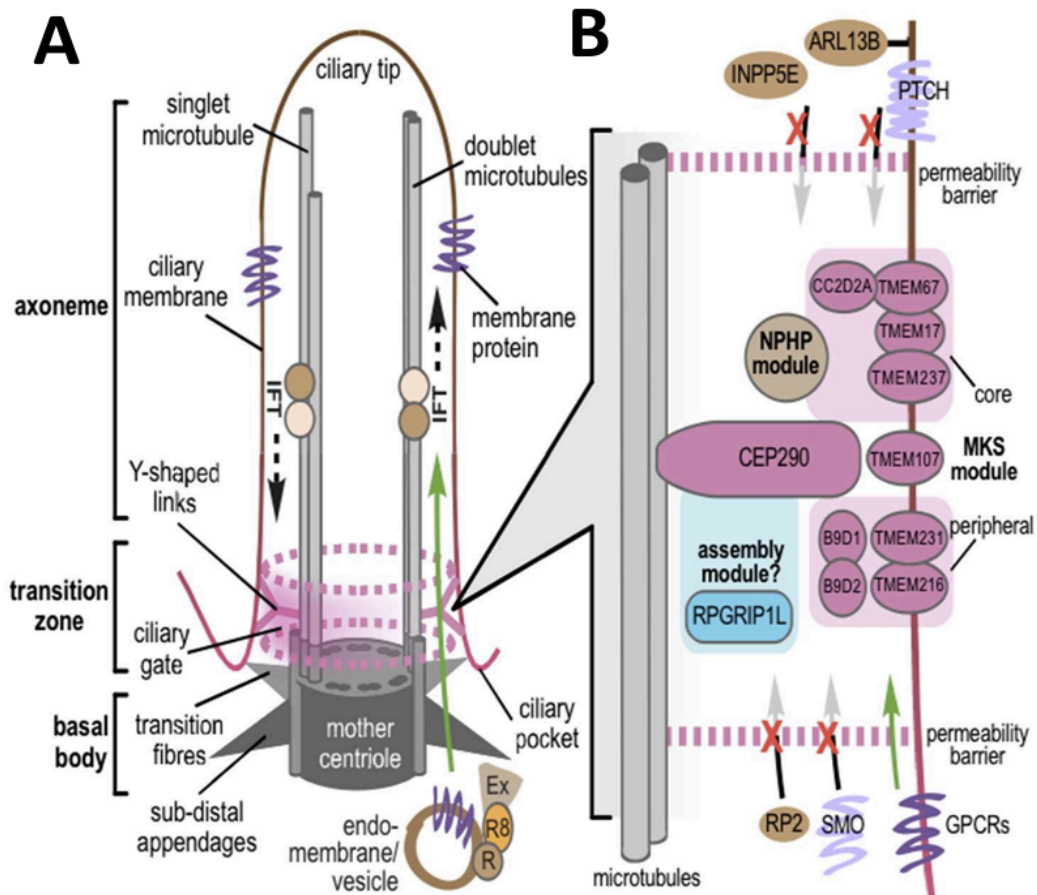 A
ciliary tip
singlet
microtubule
doublet
microtubules
ciliary
membrane
axoneme
membrane
protein
IFT
IFT
Y-shaped
links
transition
zone
ciliary
gate
basal
body
transition
fibres
mother
centriole
ciliary
pocket
sub-distal
appendages
endo-
membrane/
vesicle
Ex
R8
R
B
ARL13B
INPP5E
PTCH
X
X
permeability
barrier
CC2D2A
TMEM67
TMEM17
NPHP
module
TMEM237
core
CEP290
TMEM107
MKS
module
B9D1
TMEM231
peripheral
assembly
module?
B9D2
TMEM216
RPGRIP1L
X
X
permeability
barrier
RP2
SMO
GPCRs
microtubules